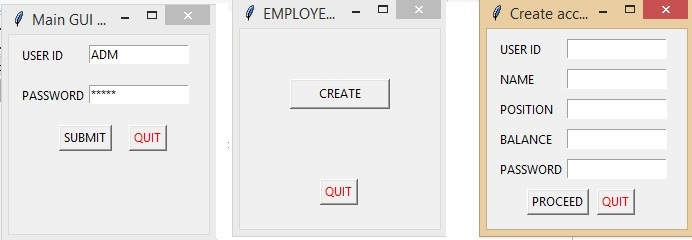 Main GUI ...
USER ID ADM
PASSWORD *****
SUBMIT QUIT
EMPLOYE...
CREATE
QUIT
Create acc...
USER ID
NAME
POSITION
BALANCE
PASSWORD
PROCEED QUIT